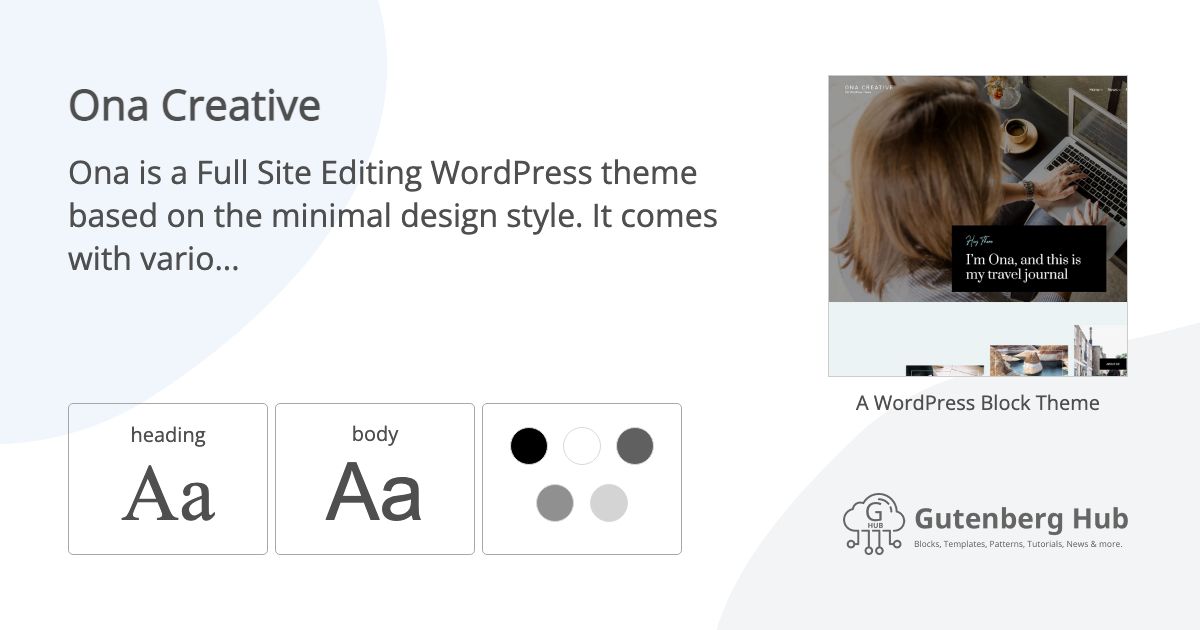 Ona Creative
Ona is a Full Site Editing WordPress theme
based on the minimal design style. It comes
with vario...
heading
Aa
body
Aa
ONA CREATIVE
Home
News
Hey There
I'm Ona, and this is
my travel journal
A WordPress Block Theme
G
HUB
Gutenberg Hub
Blocks, Templates, Patterns, Tutorials, News & more.